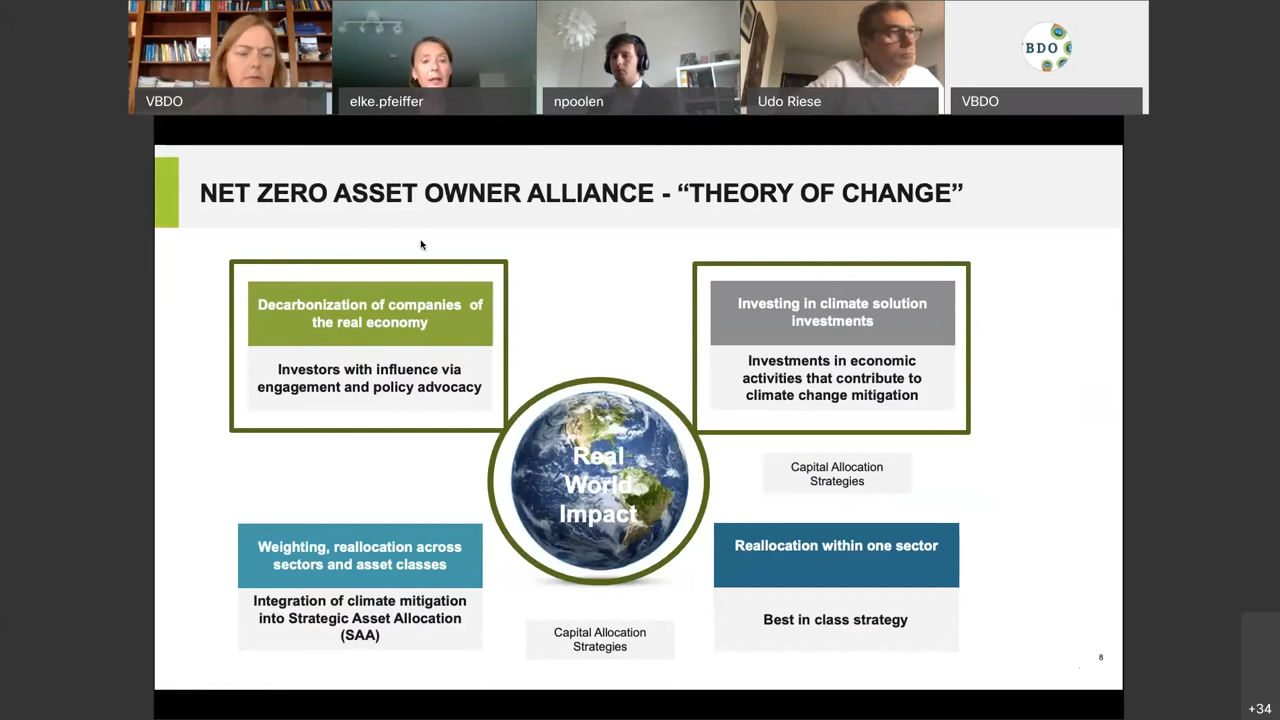 VBDO
elke.pfeiffer
npoolen
Udo Riese
BDO
VBDO
NET ZERO ASSET OWNER ALLIANCE - “THEORY OF CHANGE”
Decarbonization of companies of
the real economy
Investors with influence via
engagement and policy advocacy
Investing in climate solution
investments
Investments in economic
activities that contribute to
climate change mitigation
Real
World
Impact
Capital Allocation
Strategies
Weighting, reallocation across
sectors and asset classes
Integration of climate mitigation
into Strategic Asset Allocation
(SAA)
Reallocation within one sector
Best in class strategy
Capital Allocation
Strategies
8
+34